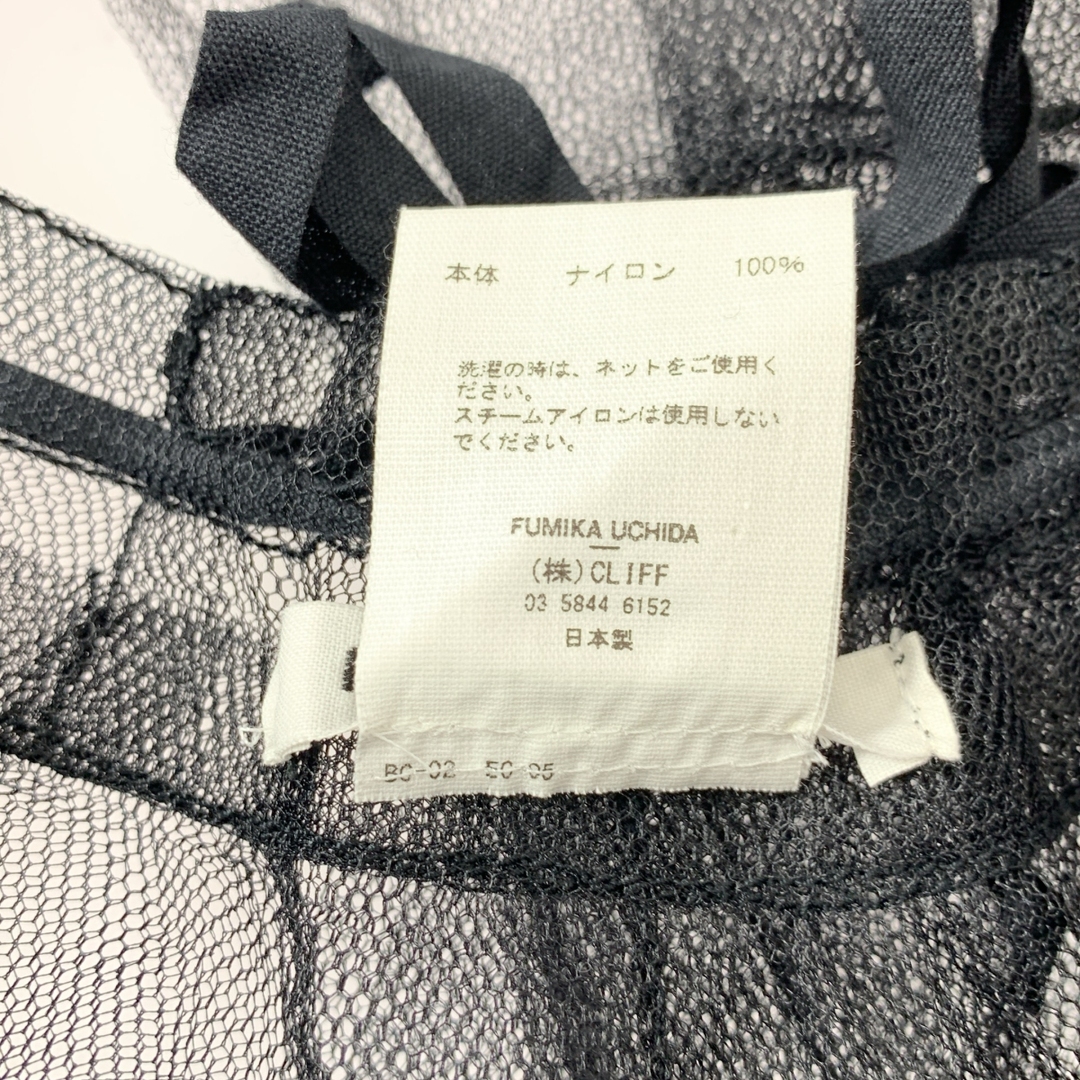 本体 ナイロン 100%
洗濯の時は、ネットをご使用く
ださい。
スチームアイロンは使用しない
でください。
FUMIKA UCHIDA
(株)CLIFF
03 5844 6152
日本製